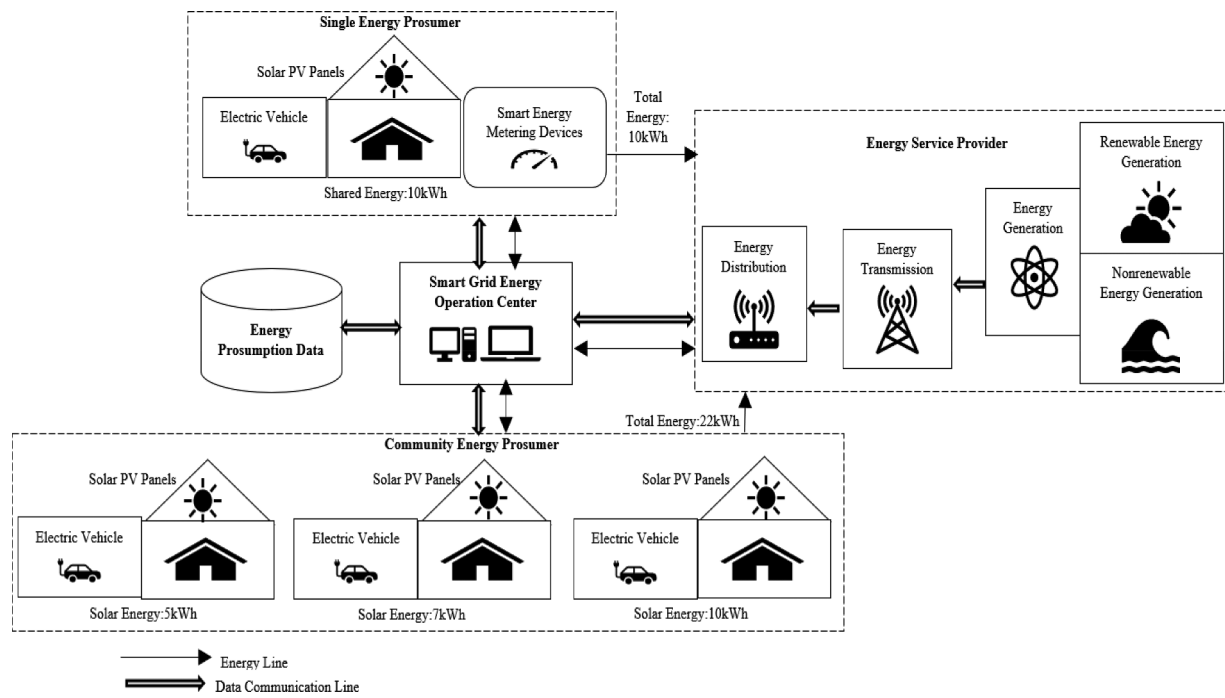 Single Energy Prosumer
Solar PV Panels
Electric Vehicle
Smart Energy
Metering Devices
Shared Energy:10kWh
Total
Energy:
10kWh
Energy Service Provider
Renewable Energy
Generation
Energy
Generation
Energy
Transmission
Energy
Distribution
Nonrenewable
Energy Generation
Smart Grid Energy
Operation Center
Energy
Prosumption Data
Total Energy:22kWh
Community Energy Prosumer
Solar PV Panels
Electric Vehicle
Solar Energy:5kWh
Solar PV Panels
Electric Vehicle
Solar Energy:7kWh
Solar PV Panels
Electric Vehicle
Solar Energy:10kWh
Energy Line
Data Communication Line